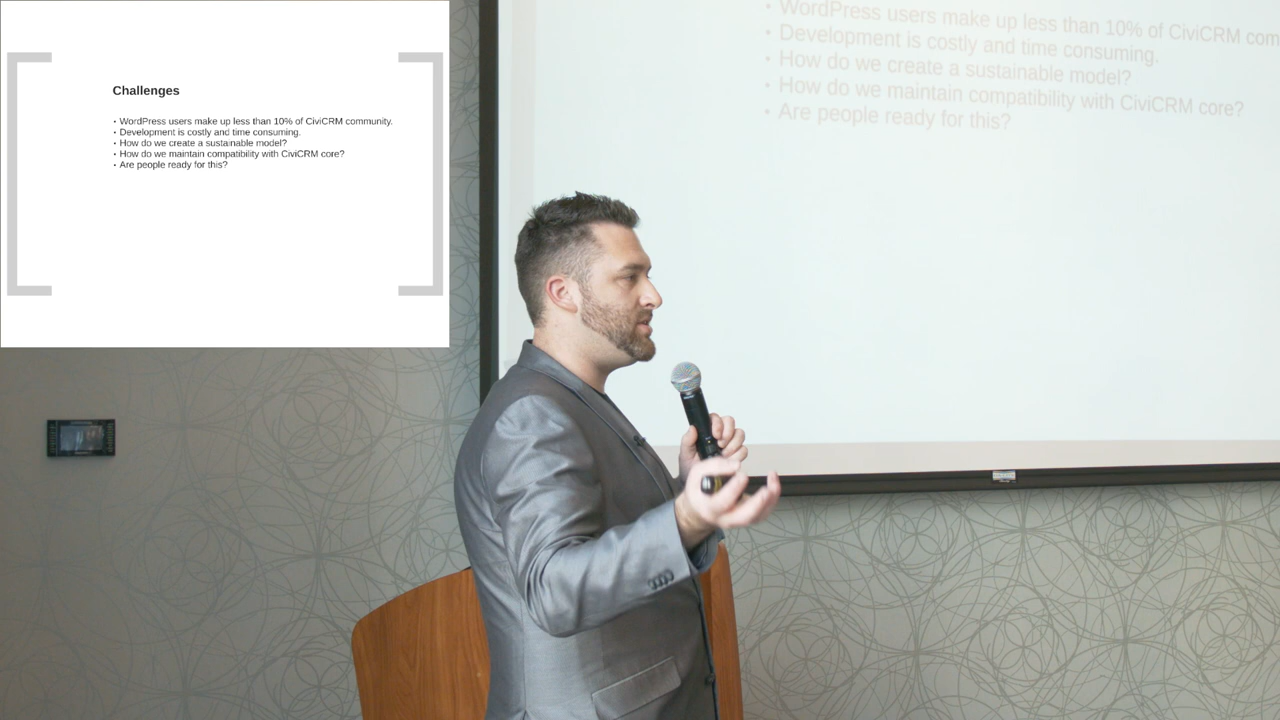 Challenges
• WordPress users make up less than 10% of CiviCRM community.
• Development is costly and time consuming.
• How do we create a sustainable model?
• How do we maintain compatibility with CiviCRM core?
• Are people ready for this?
• WordPress users make up less than 10% of CiviCRM com
• Development is costly and time consuming.
• How do we create a sustainable model?
• How do we maintain compatibility with CiviCRM core?
• Are people ready for this?